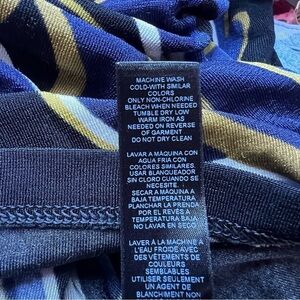 MACHINE WASH
COLD-WITH SIMILAR
COLORS
ONLY NON-CHLORINE
BLEACH WHEN NEEDED
TUMBLE DRY LOW
WARM IRON AS
NEEDED ON REVERSE
OF GARMENT
DO NOT DRY CLEAN
LAVAR A MÁQUINA CON
AGUA FRIA CON
COLORES SIMILARES.
USAR BLANQUEADOR
SIN CLORO CUANDO SE
NECESITE.
SECAR A MÁQUINA A
BAJA TEMPERATURA
PLANCHAR LA PRENDA
POR EL REVÉS A
TEMPERATURA BAJA
NO LAVAR EN SECO
LAVER À LA MACHINE À
L'EAU FROIDE AVEC
DES VÊTEMENTS DE
COULEURS
SEMBLABLES
UTILISER SEULEMENT
UN AGENT DE
BLANCHIMENT NON